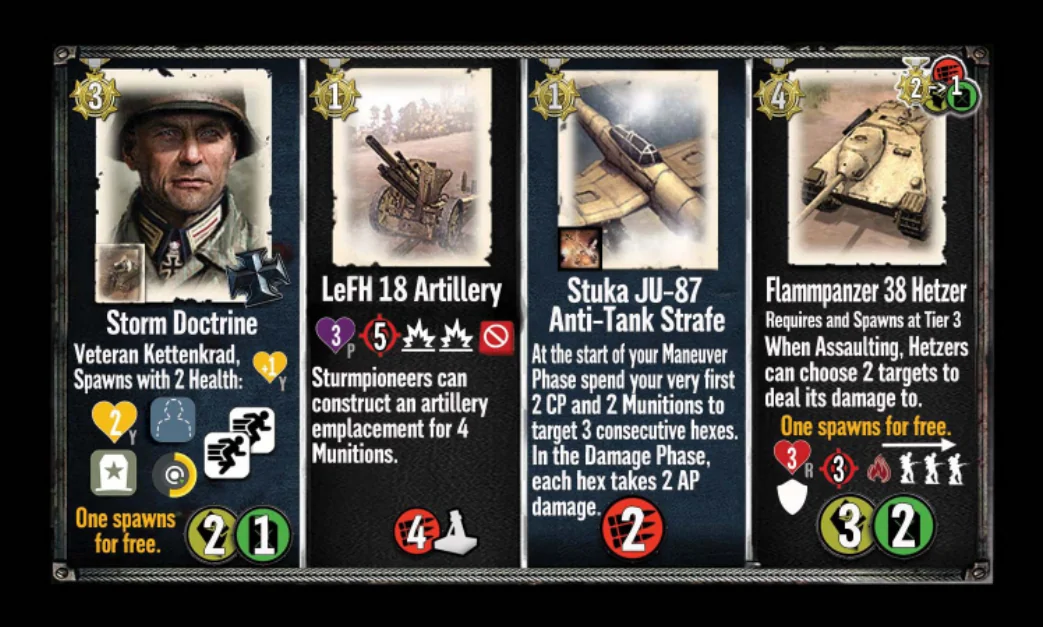 3
Storm Doctrine
Veteran Kettenkrad,
Spawns with 2 Health:
+1
Y
2
Y
One spawns
for free.
2 1
1
LeFH 18 Artillery
3
P
5
Sturmpioneers can
construct an artillery
emplacement for 4
Munitions.
4
1
Stuka JU-87
Anti-Tank Strafe
At the start of your Maneuver
Phase spend your very first
2 CP and 2 Munitions to
target 3 consecutive hexes.
In the Damage Phase,
each hex takes 2 AP
damage.
2
4
2 -> 1
Flammpanzer 38 Hetzer
Requires and Spawns at Tier 3
When Assaulting, Hetzers
can choose 2 targets to
deal its damage to.
One spawns for free.
3
R
3
3 2